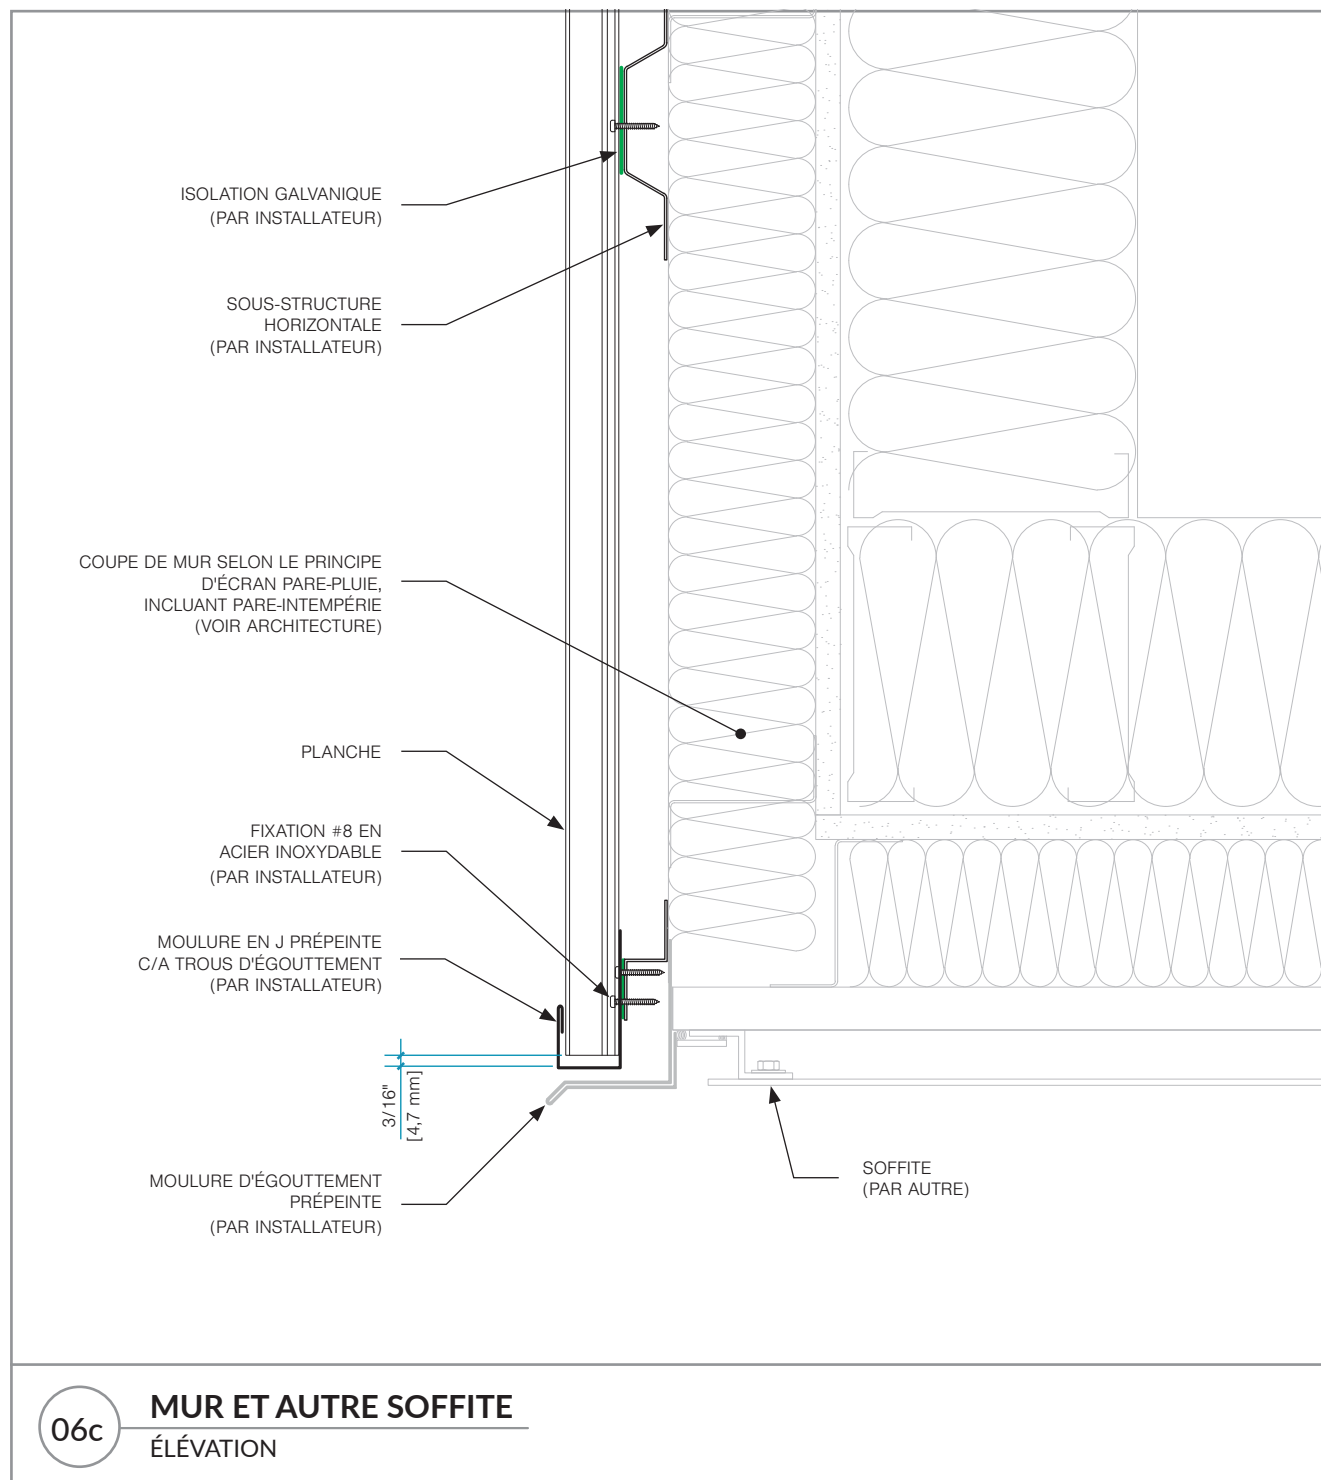 ISOLATION GALVANIQUE
(PAR INSTALLATEUR)
SOUS-STRUCTURE
HORIZONTALE
(PAR INSTALLATEUR)
COUPE DE MUR SELON LE PRINCIPE
D'ÉCRAN PARE-PLUIE,
INCLUANT PARE-INTEMPÉRIE
(VOIR ARCHITECTURE)
PLANCHE
FIXATION #8 EN
ACIER INOXYDABLE
(PAR INSTALLATEUR)
MOULURE EN J PRÉPEINTE
C/A TROUS D'ÉGOUTTEMENT
(PAR INSTALLATEUR)
3/16"
[4,7 mm]
MOULURE D'ÉGOUTTEMENT
PRÉPEINTE
(PAR INSTALLATEUR)
SOFFITE
(PAR AUTRE)
06c
MUR ET AUTRE SOFFITE
ÉLÉVATION